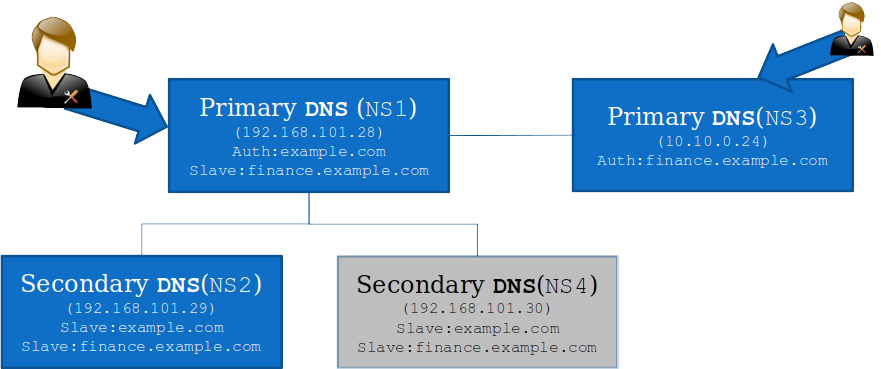 Primary DNS (NS1)
(192.168.101.28)
Auth:example.com
Slave:finance.example.com
Primary DNS(NS3)
(10.10.0.24)
Auth:finance.example.com
Secondary DNS(NS2)
(192.168.101.29)
Slave:example.com
Slave:finance.example.com
Secondary DNS(NS4)
(192.168.101.30)
Slave:example.com
Slave:finance.example.com